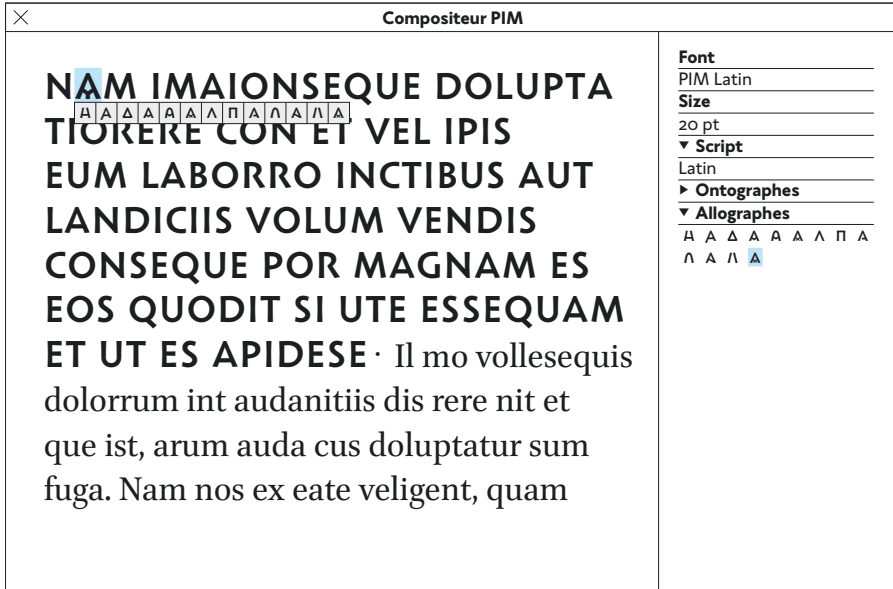 Compositeur PIM
NAM IMAIONSEQUE DOLUPTA
TIORERE CON ET VEL IPIS
EUM LABORRO INCTIBUS AUT
LANDICIIS VOLUM VENDIS
CONSEQUE POR MAGNAM ES
EOS QUODIT SI UTE ESSEQUAM
ET UT ES APIDESE · Il mo vollesequis
dolorrum int audanitiis dis rere nit et
que ist, arum auda cus doluptatur sum
fuga. Nam nos ex eate veligent, quam
Font
PIM Latin
Size
20 pt
▼ Script
Latin
▶ Ontographes
▼ Allographes